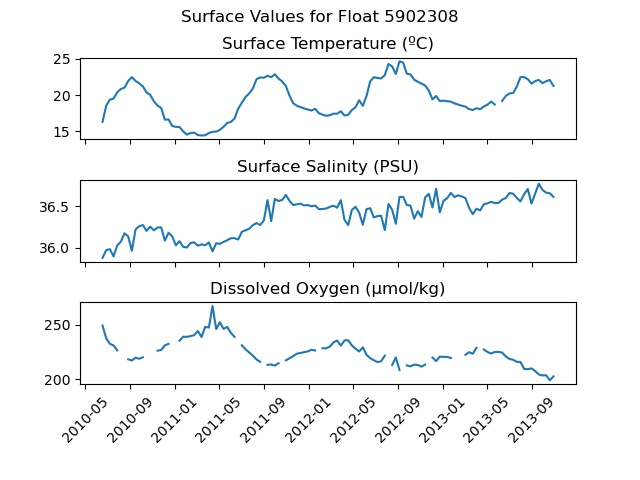 Surface Values for Float 5902308
Surface Temperature (ºC)
25
20
15
Surface Salinity (PSU)
36.5
36.0
Dissolved Oxygen (µmol/kg)
250
200
2010-05 2010-09 2011-01 2011-05 2011-09 2012-01 2012-05 2012-09 2013-01 2013-05 2013-09